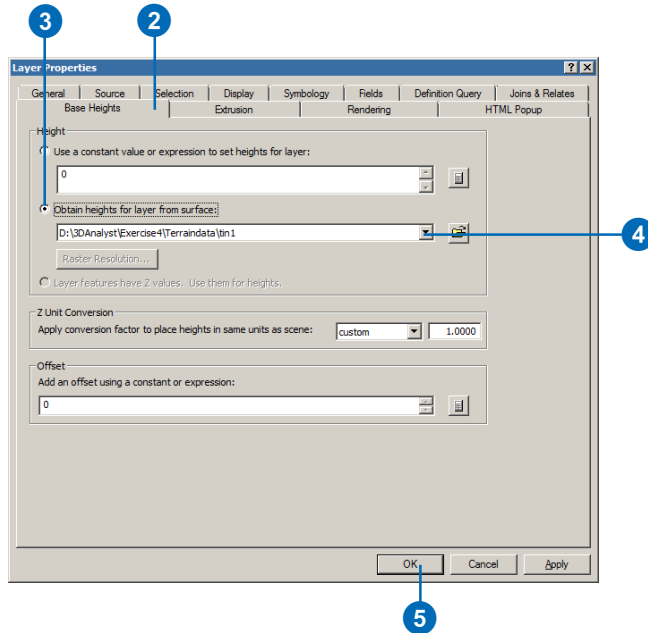 3 2
Layer Properties
General Source Selection Display Symbology Fields Definition Query Joins & Relates
Base Heights Extrusion Rendering HTML Popup
Height
Use a constant value or expression to set heights for layer:
0
Obtain heights for layer from surface:
D:\3DAnalyst\Exercise4\Terraindata\tin1
4
Raster Resolution...
Layer features have Z values. Use them for heights.
Z Unit Conversion
Apply conversion factor to place heights in same units as scene: custom 1.0000
Offset
Add an offset using a constant or expression:
0
OK Cancel Apply
5